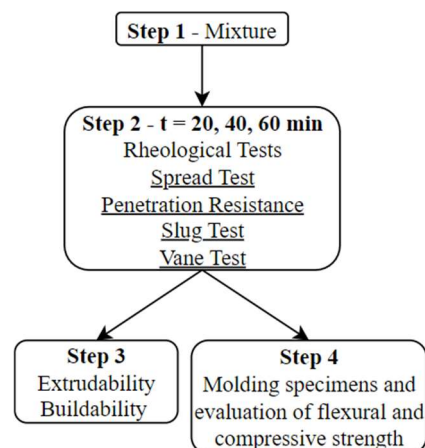 Step 1 - Mixture
Step 2 - t = 20, 40, 60 min
Rheological Tests
Spread Test
Penetration Resistance
Slug Test
Vane Test
Step 3
Extrudability
Buildability
Step 4
Molding specimens and
evaluation of flexural and
compressive strength